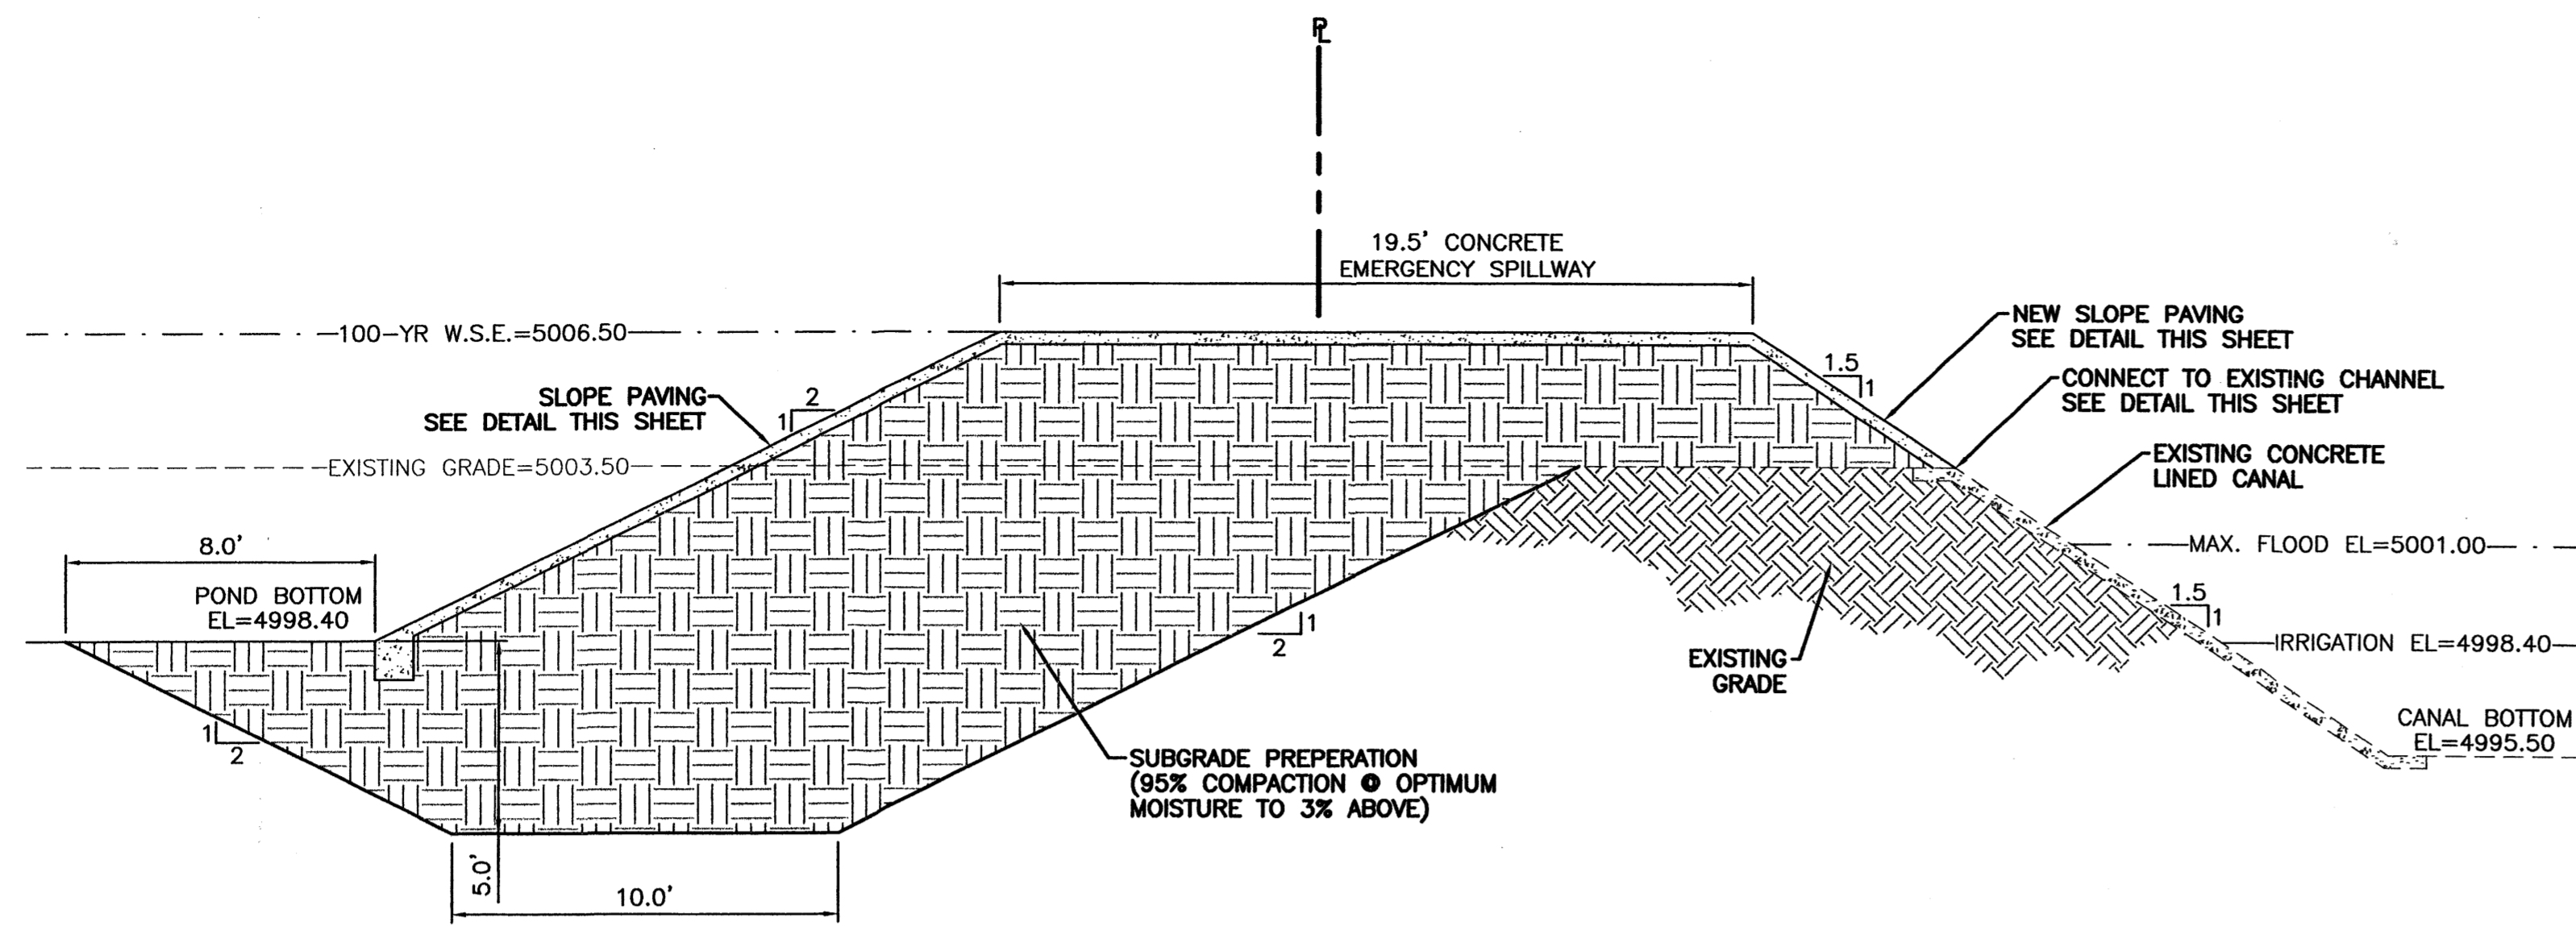 PL
19.5' CONCRETE
EMERGENCY SPILLWAY
100-YR W.S.E.=5006.50
NEW SLOPE PAVING
SEE DETAIL THIS SHEET
1.5
1
CONNECT TO EXISTING CHANNEL
SEE DETAIL THIS SHEET
SLOPE PAVING
SEE DETAIL THIS SHEET
2
1
EXISTING GRADE=5003.50
EXISTING CONCRETE
LINED CANAL
8.0'
MAX. FLOOD EL=5001.00
POND BOTTOM
EL=4998.40
1.5
1
1
2
IRRIGATION EL=4998.40
EXISTING
GRADE
1
2
CANAL BOTTOM
EL=4995.50
SUBGRADE PREPERATION
(95% COMPACTION @ OPTIMUM
MOISTURE TO 3% ABOVE)
5.0'
10.0'